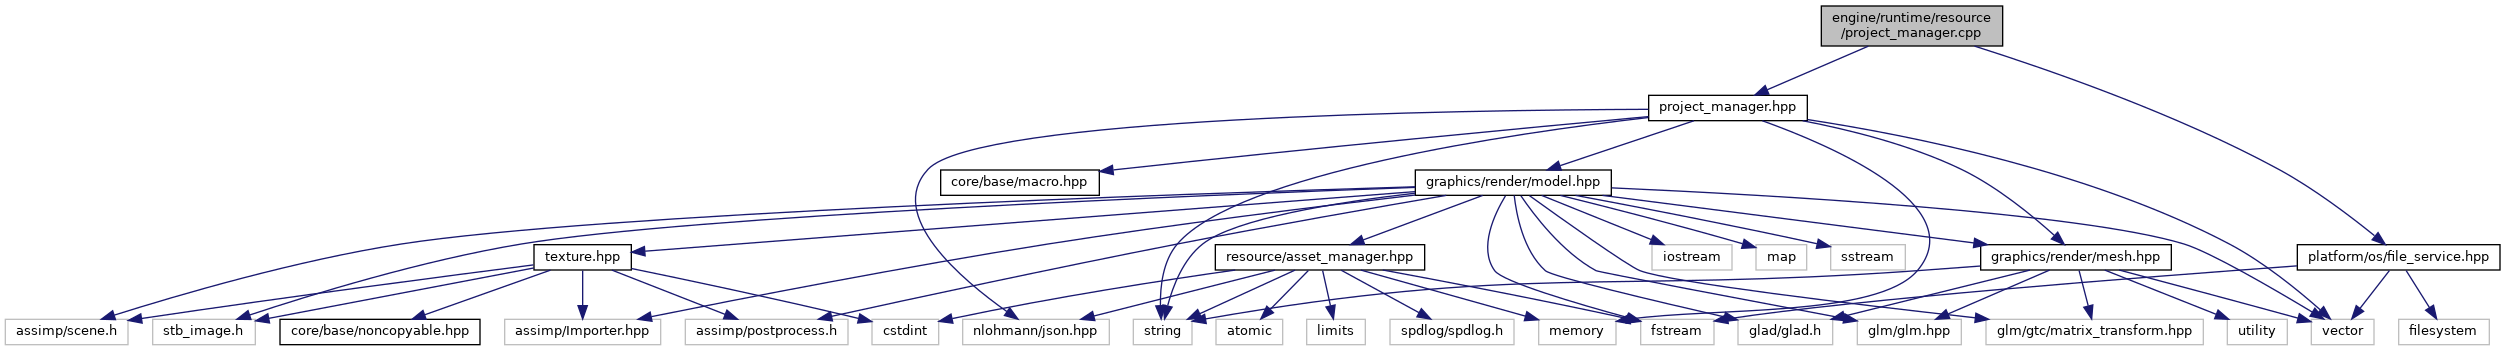 engine/runtime/resource
/project_manager.cpp
project_manager.hpp
core/base/macro.hpp
graphics/render/model.hpp
texture.hpp
resource/asset_manager.hpp
iostream
map
sstream
graphics/render/mesh.hpp
platform/os/file_service.hpp
assimp/scene.h
stb_image.h
core/base/noncopyable.hpp
assimp/Importer.hpp
assimp/postprocess.h
cstdint
nlohmann/json.hpp
string
atomic
limits
spdlog/spdlog.h
memory
fstream
glad/glad.h
glm/glm.hpp
glm/gtc/matrix_transform.hpp
utility
vector
filesystem